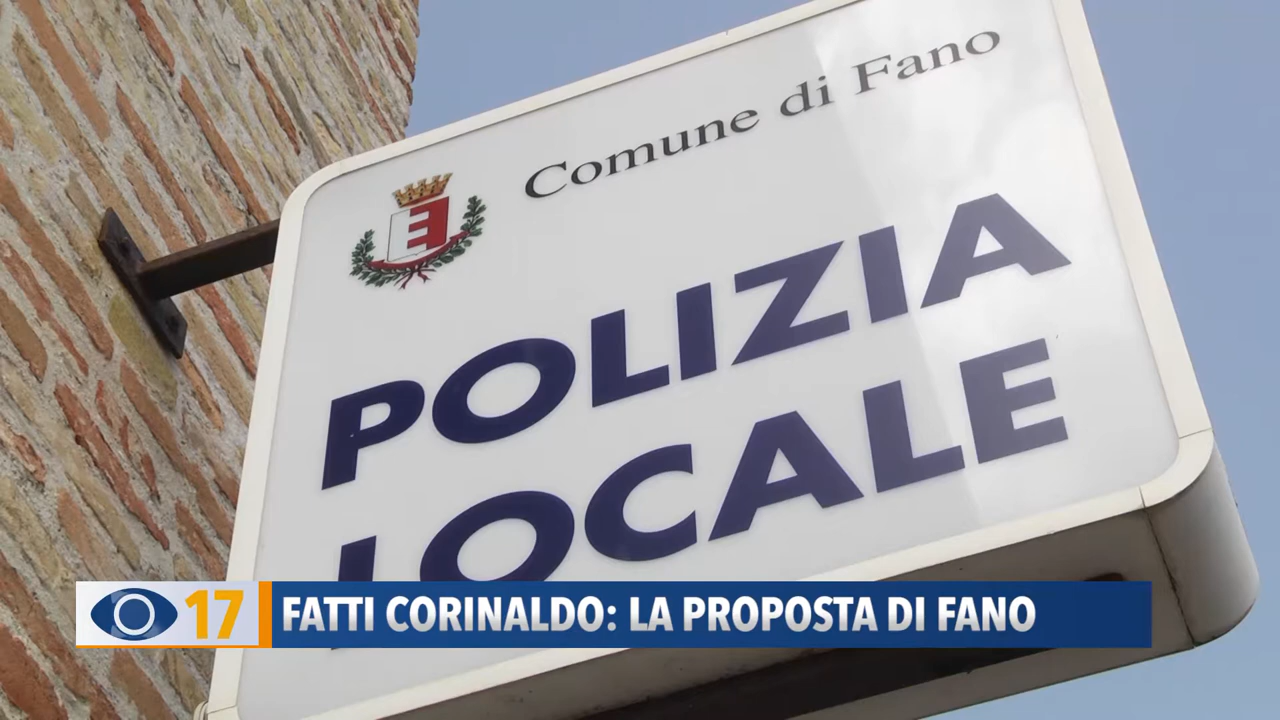 Comune di Fano
POLIZIA
LOCALE
17 FATTI CORINALDO: LA PROPOSTA DI FANO